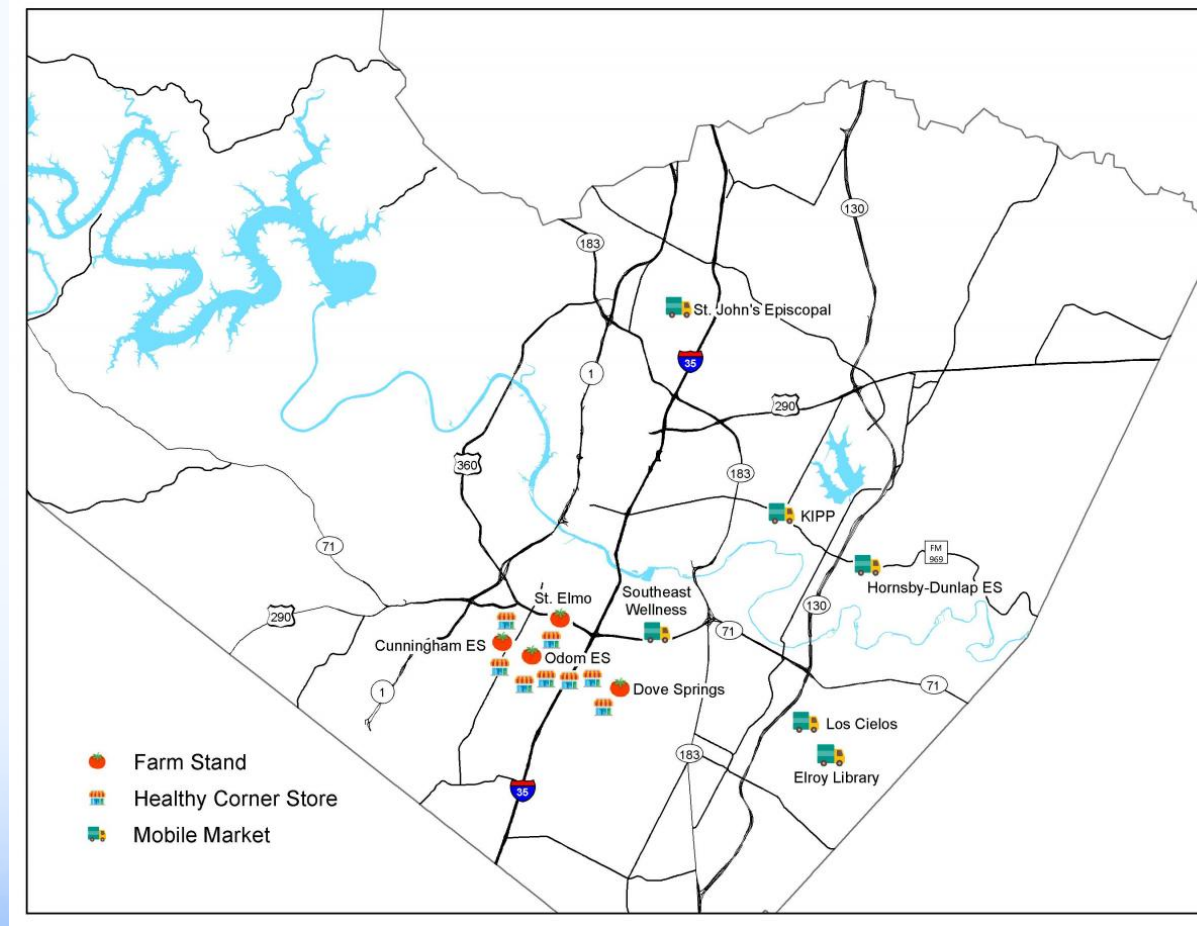 183
130
St. John's Episcopal
35
1
290
360
183
KIPP
71
FM
969
Hornsby-Dunlap ES
Southeast
Wellness
St. Elmo
130
290
71
Cunningham ES
Odom ES
Dove Springs
71
1
Los Cielos
183
Elroy Library
35
Farm Stand
Healthy Corner Store
Mobile Market